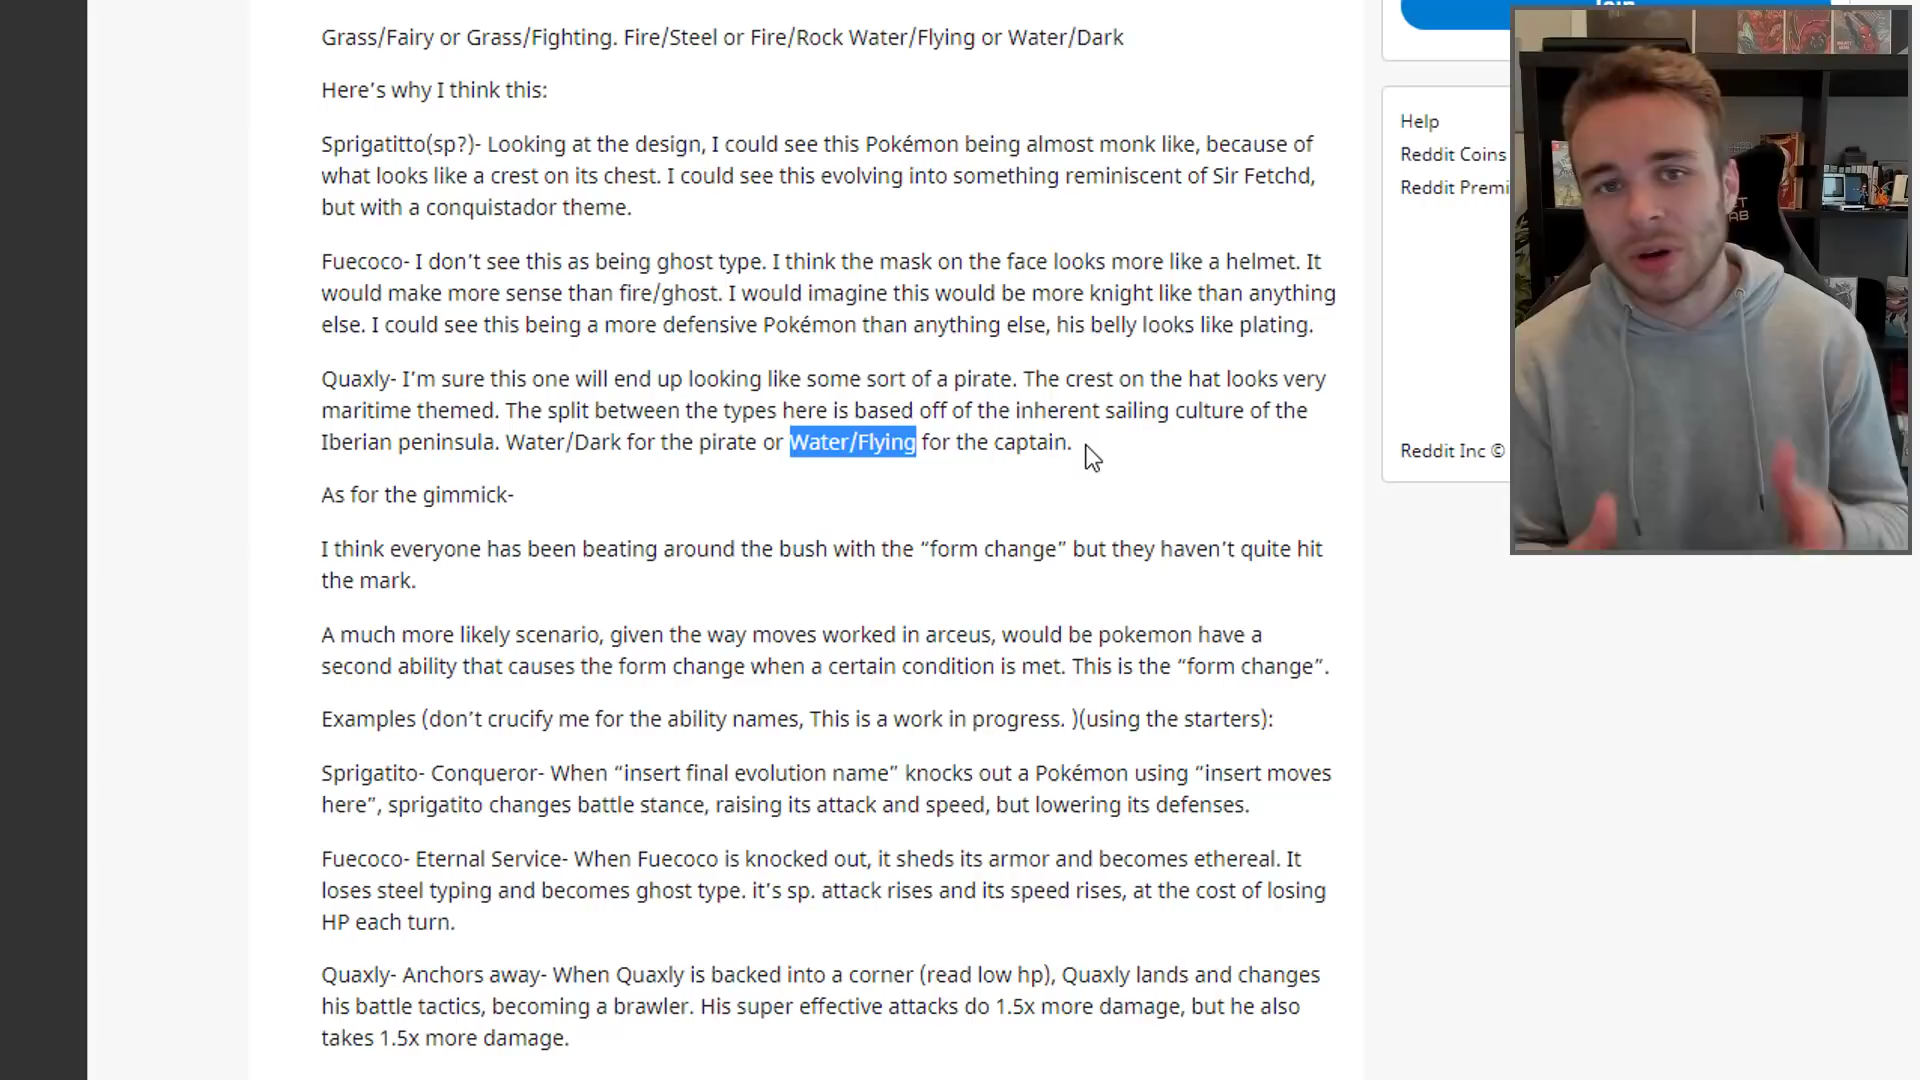 Grass/Fairy or Grass/Fighting. Fire/Steel or Fire/Rock Water/Flying or Water/Dark
Here's why I think this:
Sprigatitto(sp?)- Looking at the design, I could see this Pokémon being almost monk like, because of
what looks like a crest on its chest. I could see this evolving into something reminiscent of Sir Fetchd,
but with a conquistador theme.
Fuecoco- I don't see this as being ghost type. I think the mask on the face looks more like a helmet. It
would make more sense than fire/ghost. I would imagine this would be more knight like than anything
else. I could see this being a more defensive Pokémon than anything else, his belly looks like plating.
Quaxly- I'm sure this one will end up looking like some sort of a pirate. The crest on the hat looks very
maritime themed. The split between the types here is based off of the inherent sailing culture of the
Iberian peninsula. Water/Dark for the pirate or Water/Flying for the captain.
As for the gimmick-
I think everyone has been beating around the bush with the “form change” but they haven't quite hit
the mark.
A much more likely scenario, given the way moves worked in arceus, would be pokemon have a
second ability that causes the form change when a certain condition is met. This is the “form change”.
Examples (don't crucify me for the ability names, This is a work in progress. )(using the starters):
Sprigatito- Conqueror- When “insert final evolution name” knocks out a Pokémon using “insert moves
here”, sprigatito changes battle stance, raising its attack and speed, but lowering its defenses.
Fuecoco- Eternal Service- When Fuecoco is knocked out, it sheds its armor and becomes ethereal. It
loses steel typing and becomes ghost type. it's sp. attack rises and its speed rises, at the cost of losing
HP each turn.
Quaxly- Anchors away- When Quaxly is backed into a corner (read low hp), Quaxly lands and changes
his battle tactics, becoming a brawler. His super effective attacks do 1.5x more damage, but he also
takes 1.5x more damage.
Join
Help
Reddit Coins
Reddit Premi
Reddit Inc ©